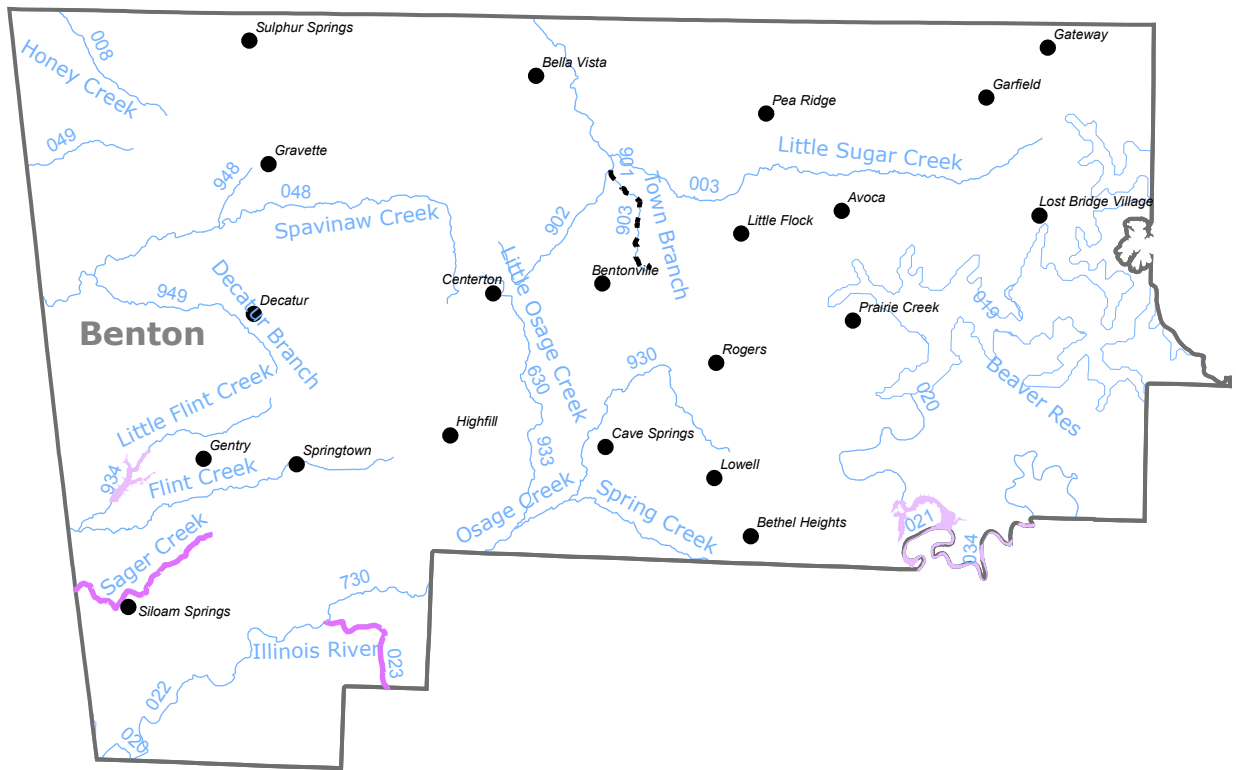 Sulphur Springs
Gateway
008
Honey Creek
Bella Vista
Garfield
Pea Ridge
049
Gravette
948
Little Sugar Creek
901
003
048
Spavinaw Creek
902
903
Town Branch
Avoca
Little Flock
Lost Bridge Village
Little Osage Creek
Bentonville
Centerton
949
Decatur
Decatur Branch
Benton
Prairie Creek
049
Beaver Res
020
Rogers
930
630
Little Flint Creek
Highfill
Cave Springs
933
Gentry
Springtown
Flint Creek
934
Lowell
Osage Creek
Spring Creek
Bethel Heights
021
034
Sager Creek
Siloam Springs
730
Illinois River
023
022
020